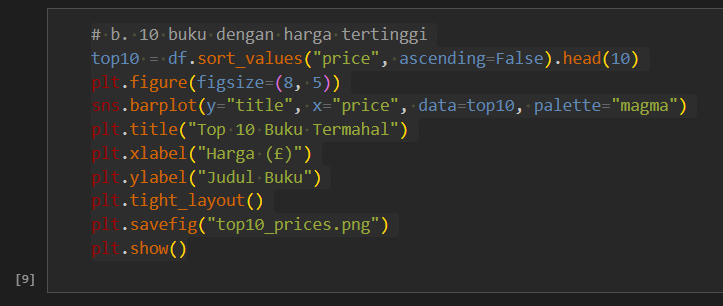 # b. 10 buku dengan harga tertinggi
top10 = df.sort_values("price", ascending=False).head(10)
plt.figure(figsize=(8, 5))
sns.barplot(y="title", x="price", data=top10, palette="magma")
plt.title("Top 10 Buku Termahal")
plt.xlabel("Harga (£)")
plt.ylabel("Judul Buku")
plt.tight_layout()
plt.savefig("top10_prices.png")
plt.show()
[9]